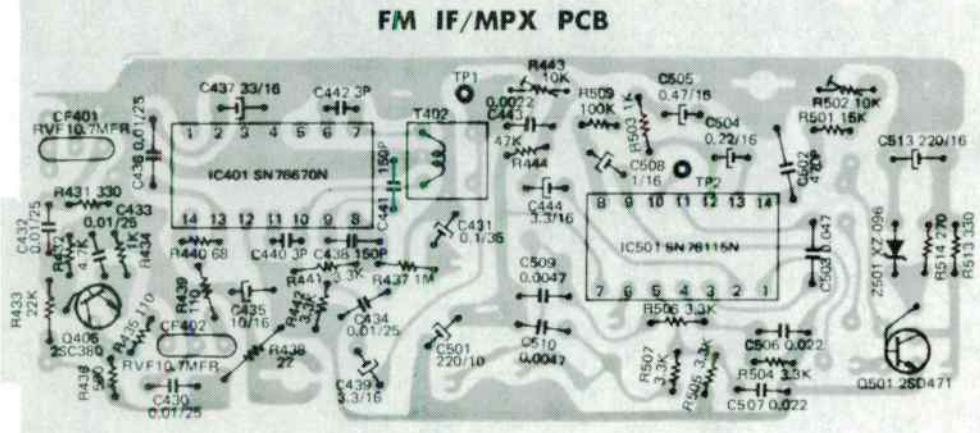 FM IF/MPX PCB
CF401
RVF10.7MFR
C436 0.01/25
C437 33/16
C442 3P
1 2 3 4 5 6 7
IC401 SN76670N
14 13 12 11 10 9 8
150P
C441
T402
TP1
0.0022
C443
47K
R444
R443
10K
R509
100K
R503 1K
C505
0.47/16
C504
0.22/16
R502 10K
R501 15K
C502
470P
C513 220/16
C508
1/16
TP2
R431 330
C433
0.01/25
C432
0.01/25
R432
4.7K
1K
R434
R440 68
C440 3P
C438 150P
R441
3.3K
R437 1M
C431
0.1/35
C444
3.3/16
8 9 10 11 12 13 14
IC501 SN76115N
7 6 5 4 3 2 1
C503 0.047
Z501 XZ 096
R514 270
R513 330
R433
22K
Q406
2SC380
R435 110
R439
110
C435
10/16
R442
3.3K
C434
0.01/25
C509
0.0047
C510
0.0047
R506 3.3K
CF402
RVF10.7MFR
R438
22
C439
3.3/16
C501
220/10
R507
3.3K
R505 3.3K
C506 0.022
R504 3.3K
C507 0.022
Q501 2SD471
C430
0.01/25